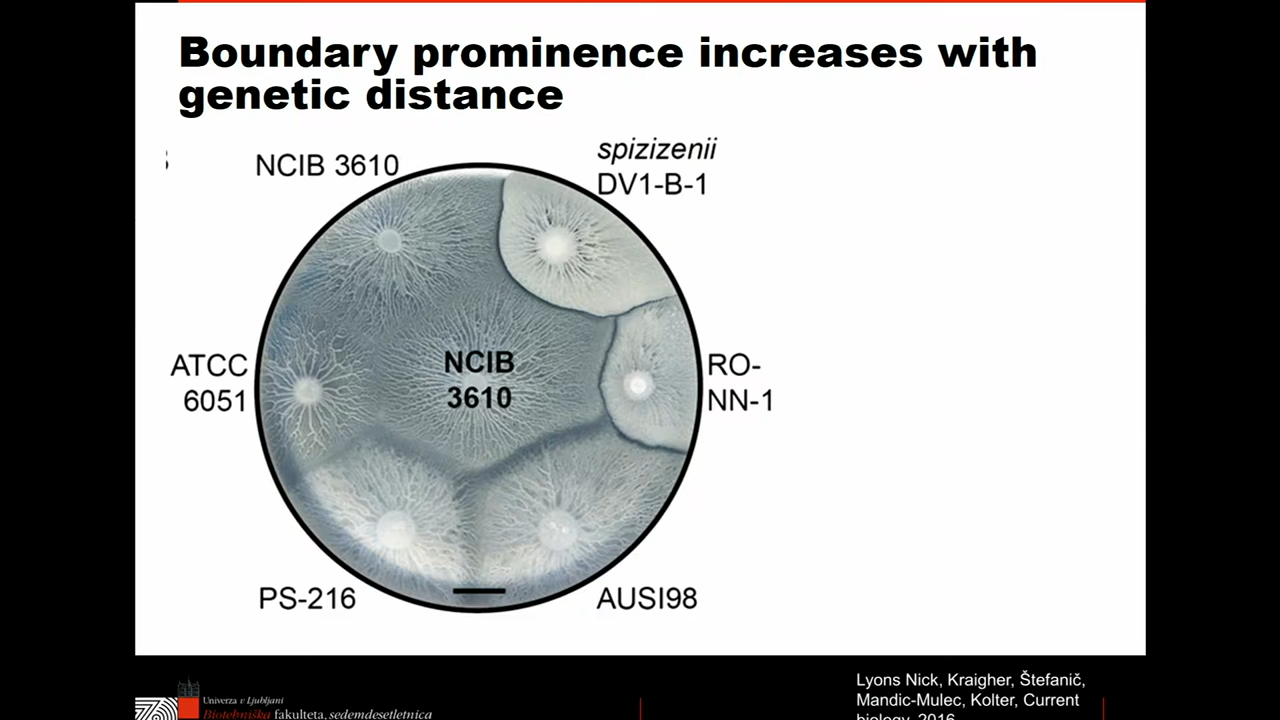 Boundary prominence increases with
genetic distance
NCIB 3610
spizizenii
DV1-B-1
ATCC
6051
NCIB
3610
RO-
NN-1
PS-216
AUSI98
Lyons Nick, Kraigher, Štefanič,
Mandic-Mulec, Kolter, Current
biology, 2016
Univerza v Ljubljani
Biotehniška fakulteta, sedemdesetletnica